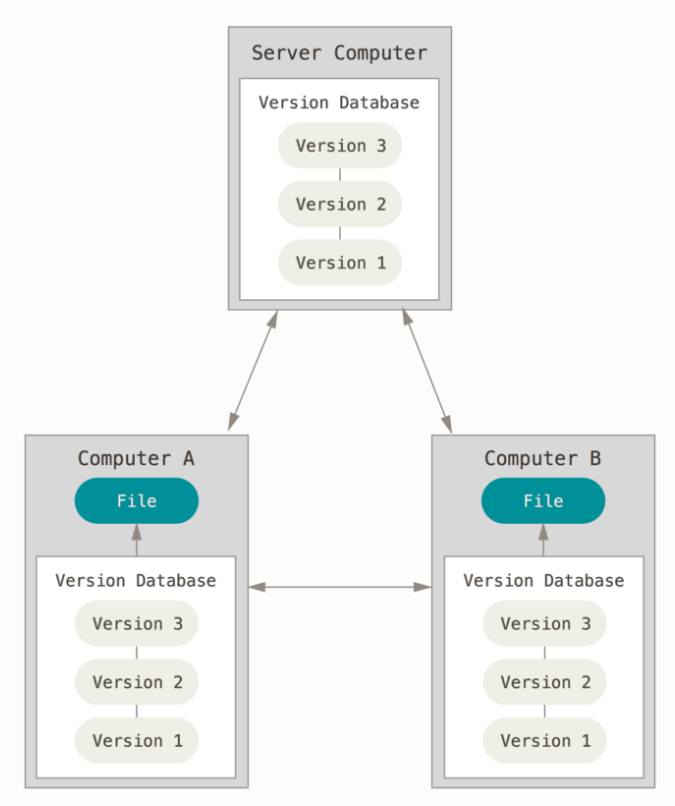 Server Computer
Version Database
Version 3
Version 2
Version 1
Computer A
File
Version Database
Version 3
Version 2
Version 1
Computer B
File
Version Database
Version 3
Version 2
Version 1